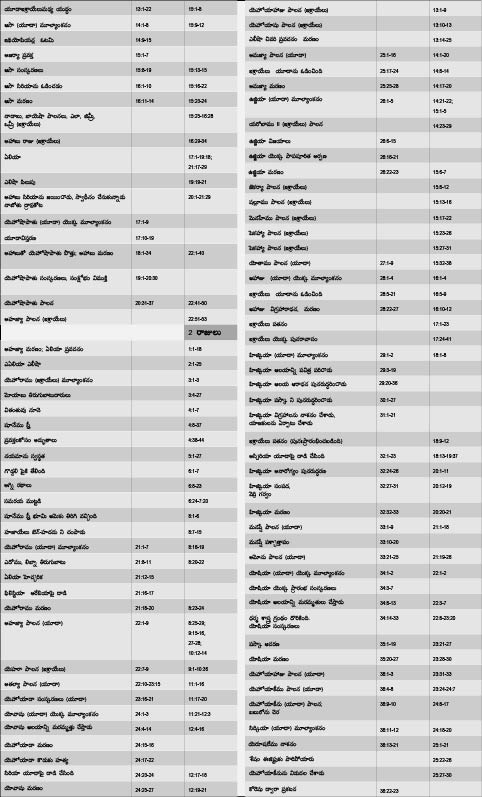 యూదాఇశ్రాయేలుమధ్య యుద్ధం 13:1-22 15:1-8
ఆసా (యూదా) మూల్యాంకనం 14:1-8 15:9-12
ఇథియోపియన్ల ఓటమి 14:9-15
అజర్యా ప్రవక్త 15:1-7
ఆసా సంస్కరణలు 15:8-19 15:13-15
ఆసా సిరియాను ఓడించడం 16:1-10 15:16-22
ఆసా మరణం 16:11-14 15:23-24
నాదాబు, బాయెషా పాలనలు, ఎలా, జిమ్రీ, 15:25-16:28
ఒమ్రీ (ఇశ్రాయేలు)
అహాబు రాజు (ఇశ్రాయేలు) 16:29-34
ఏలియా 17:1-19:18;
21:17-29
ఎలీషా పిలుపు 19:19-21
అహాబు సిరియాను జయించాడు, స్వాధీనం చేసుకున్నాడు 20:1-21:29
నాబోతు ద్రాక్షతోట
యెహోషాపాతు (యూదా) యొక్క మూల్యాంకనం 17:1-9
యూదావిస్తరణ 17:10-19
అహాబుతో యెహోషాపాతు పొత్తు; అహాబు మరణం 18:1-34 22:1-40
యెహోషాపాతు సంస్కరణలు, సంక్షోభం విముక్తి 19:1-20:30
యెహోషాపాతు పాలన 20:31-37 22:41-50
అహజ్యా పాలన (ఇశ్రాయేలు) 22:51-53
2 రాజులు
అహజ్యా మరణం; ఏలియా ప్రవచనం 1:1-18
ఎఏలియా ఎలీషా 2:1-25
యెహోరాము (ఇశ్రాయేలు) మూల్యాంకనం 3:1-3
మోయాబు తిరుగుబాటుదారులు 3:4-27
వితంతువు నూనె 4:1-7
షూనేము స్త్రీ 4:8-37
ప్రవక్తలకోసం అద్భుతాలు 4:38-44
నయమాను స్వస్థత 5:1-27
గొడ్డలి పైకి తేలింది 6:1-7
అగ్ని రథాలు 6:8-23
సమరయ ముట్టడి 6:24-7:20
షూనేము స్త్రీ భూమి ఆమెకు తిరిగి వచ్చింది 8:1-6
హజాయేలు బెన్-హదదు ని చంపాడు 8:7-15
యెహోరాము (యూదా) మూల్యాంకనం 21:1-7 8:16-19
ఎదోము, లిబ్నా తిరుగుబాటు 21:8-11 8:20-22
ఏలియా హెచ్చరిక 21:12-15
ఫిలిష్తియా అరేబియాపై దాడి 21:16-17
యెహోరాము మరణం 21:18-20 8:23-24
అహజ్యా పాలన (యూదా) 22:1-9 8:25-29;
9:15-16,
27-28;
10:12-14
యెహూ పాలన (ఇశ్రాయేలు) 22:7-9 9:1-10:36
అతల్యా పాలన (యూదా) 22:10-23:15 11:1-16
యెహోయాదా సంస్కరణలు (యూదా) 23:16-21 11:17-20
యోవాషు (యూదా) యొక్క మూల్యాంకనం 24:1-3 11:21-12:3
యోవాషు ఆలయాన్ని మరమ్మత్తు చేస్తాడు 24:4-14 12:4-16
యెహోయాదా మరణం 24:15-16
యెహోయాదా కొడుకు హత్య 24:17-22
సిరియా యూదాపై దాడి చేసింది 24:23-24 12:17-18
యోవాషు మరణం 24:25-27 12:19-21
యెహోయాహాజు పాలన (ఇశ్రాయేలు) 13:1-9
యెహోయాషు పాలన (ఇశ్రాయేలు) 13:10-13
ఎలీషా చివరి ప్రవచనం మరణం 13:14-25
అమజ్యా పాలన (యూదా) 25:1-16 14:1-20
ఇశ్రాయేలు యూదాను ఓడించింది 25:17-24 14:8-14
అమజ్యా మరణం 25:25-28 14:17-20
ఉజ్జియా (యూదా) మూల్యాంకనం 26:1-5 14:21-22;
15:1-5
యరోబాము II (ఇశ్రాయేలు) పాలన 14:23-29
ఉజ్జియా విజయాలు 26:6-15
ఉజ్జియా యొక్క పాపపూరిత అర్పణ 26:16-21
ఉజ్జియా మరణం 26:22-23 15:6-7
జెకర్యా పాలన (ఇశ్రాయేలు) 15:8-12
షల్లూము పాలన (ఇశ్రాయేలు) 15:13-16
మెనహేము పాలన (ఇశ్రాయేలు) 15:17-22
పెకహ్యా పాలన (ఇశ్రాయేలు) 15:23-26
పెకహ్యా పాలన (ఇశ్రాయేలు) 15:27-31
యోతాము పాలన (యూదా) 27:1-9 15:32-38
ఆహాజు (యూదా) యొక్క మూల్యాంకనం 28:1-4 16:1-4
ఇశ్రాయేలు యూదాను ఓడించింది 28:5-21 16:5-9
ఆహాజు విగ్రహారాధన, మరణం 28:22-27 16:10-12
ఇశ్రాయేలు పతనం 17:1-23
ఇశ్రాయేలు యొక్క పునరావాసం 17:24-41
హిజ్కియా (యూదా) మూల్యాంకనం 29:1-2 18:1-8
హిజ్కియా ఆలయాన్ని పవిత్ర పరిచాడు 29:3-19
హిజ్కియా ఆలయ ఆరాధన పునరుద్ధరించాడు 29:20-36
హిజ్కియా పస్కా ని పునరుద్ధరించాడు 30:1-27
హిజ్కియా విగ్రహాలను నాశనం చేశాడు, 31:1-21
యాజకులను ఏర్పాటు చేశాడు
ఇశ్రాయేలు పతనం (పునఃప్రారంభించబడింది) 18:9-12
అష్షూరీయా యూదాపై దాడి చేసింది 32:1-23 18:13-19:37
హిజ్కియా అనారోగ్యం పునరుద్ధరణ 32:24-26 20:1-11
హిజ్కియా సంపద, 32:27-31 20:12-19
వెర్రి గర్వం
హిజ్కియా మరణం 32:32-33 20:20-21
మనష్షే పాలన (యూదా) 33:1-9 21:1-18
మనష్షే పశ్చాత్తాపం 33:10-20
ఆమోను పాలన (యూదా) 33:21-25 21:19-26
యోషీయా (యూదా) యొక్క మూల్యాంకనం 34:1-2 22:1-2
యోషీయా యొక్క ప్రారంభ సంస్కరణలు 34:3-7
యోషీయా ఆలయాన్ని మరమ్మతులు చేస్తాడు 34:8-13 22:3-7
ధర్మ శాస్త్ర గ్రంథం దొరికింది. 34:14-33 22:8-23:20
యోషీయా సంస్కరణలు
పస్కా ఆచరణ 35:1-19 23:21-27
యోషీయా మరణం 35:20-27 23:28-30
యెహోయాహాజు పాలన (యూదా) 36:1-3 23:31-33
యెహోయాకీము పాలన (యూదా) 36:4-8 23:24-24:7
యెహోయాకీను (యూదా) పాలన; 36:9-10 24:8-17
బబులోను చెర
సిద్కియా (యూదా) మూల్యాంకనం 36:11-12 24:18-20
యెరూషలేము నాశనం 36:13-21 25:1-21
శేషం ఈజిప్టుకు పారిపోయారు 25:22-26
యెహోయాకీనును విడుదల చేశాడు 25:27-30
కోరెషు ద్వారా ప్రకటన 36:22-23